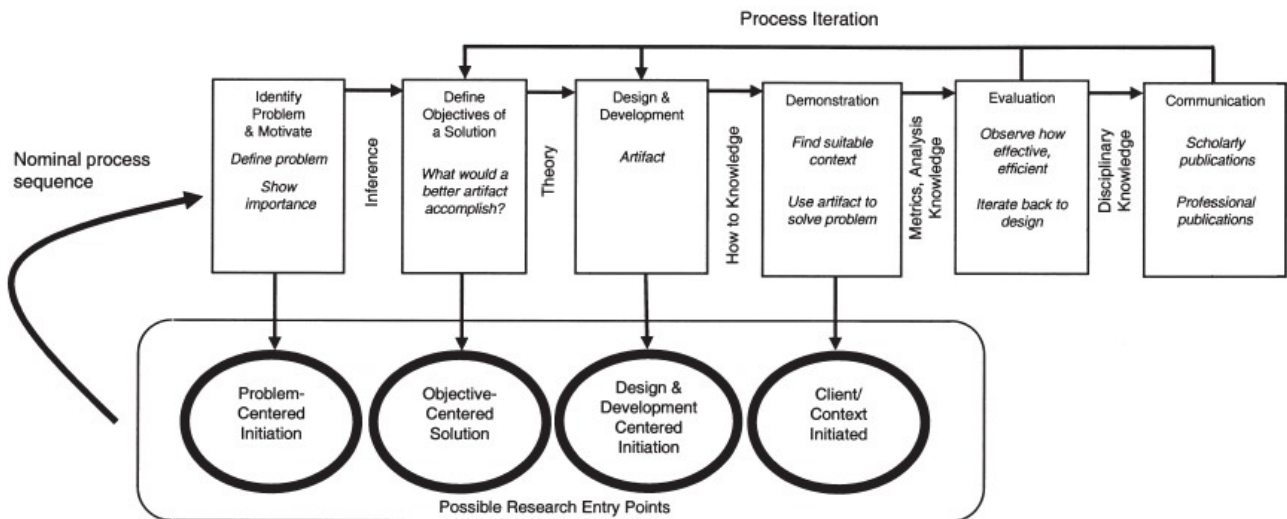 Process Iteration
Nominal process
sequence
Identify
Problem
& Motivate
Define problem
Show
importance
Inference
Define
Objectives of
a Solution
What would a
better artifact
accomplish?
Theory
Design &
Development
Artifact
How to Knowledge
Demonstration
Find suitable
context
Use artifact to
solve problem
Metrics, Analysis
Knowledge
Evaluation
Observe how
effective,
efficient
Iterate back to
design
Disciplinary
Knowledge
Communication
Scholarly
publications
Professional
publications
Problem-
Centered
Initiation
Objective-
Centered
Solution
Design &
Development
Centered
Initiation
Client/
Context
Initiated
Possible Research Entry Points